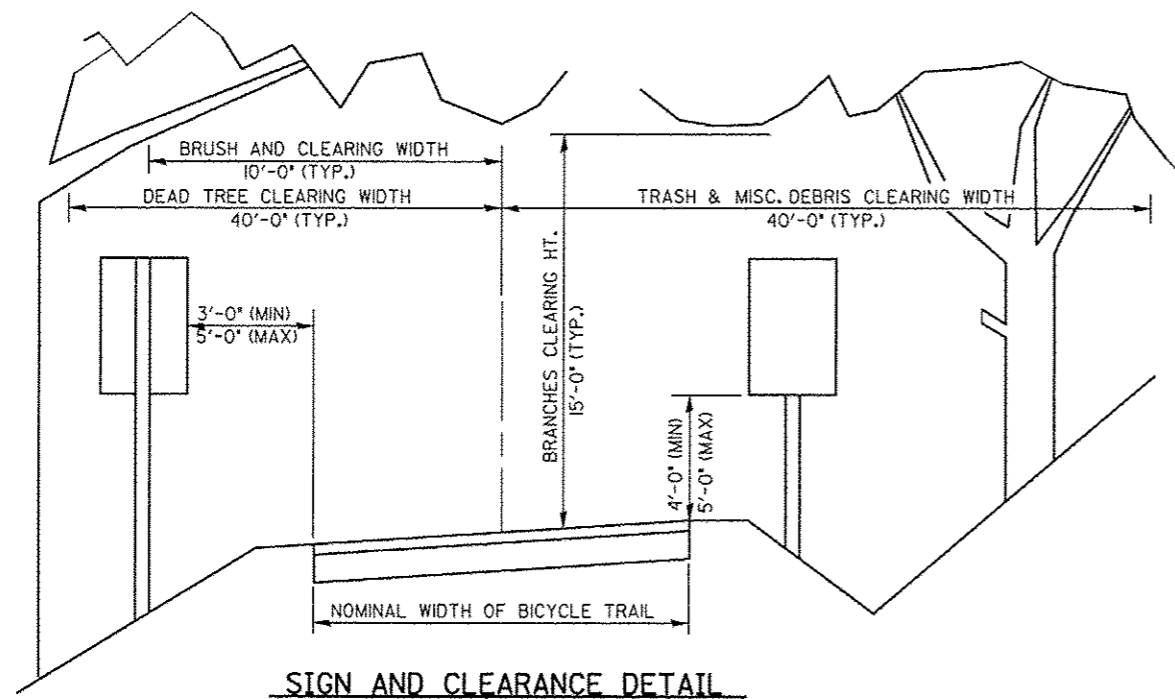 BRUSH AND CLEARING WIDTH
10'-0" (TYP.)
DEAD TREE CLEARING WIDTH
40'-0" (TYP.)
TRASH & MISC. DEBRIS CLEARING WIDTH
40'-0" (TYP.)
3'-0" (MIN)
5'-0" (MAX)
BRANCHES CLEARING HT.
15'-0" (TYP.)
4'-0" (MIN)
5'-0" (MAX)
NOMINAL WIDTH OF BICYCLE TRAIL
SIGN AND CLEARANCE DETAIL